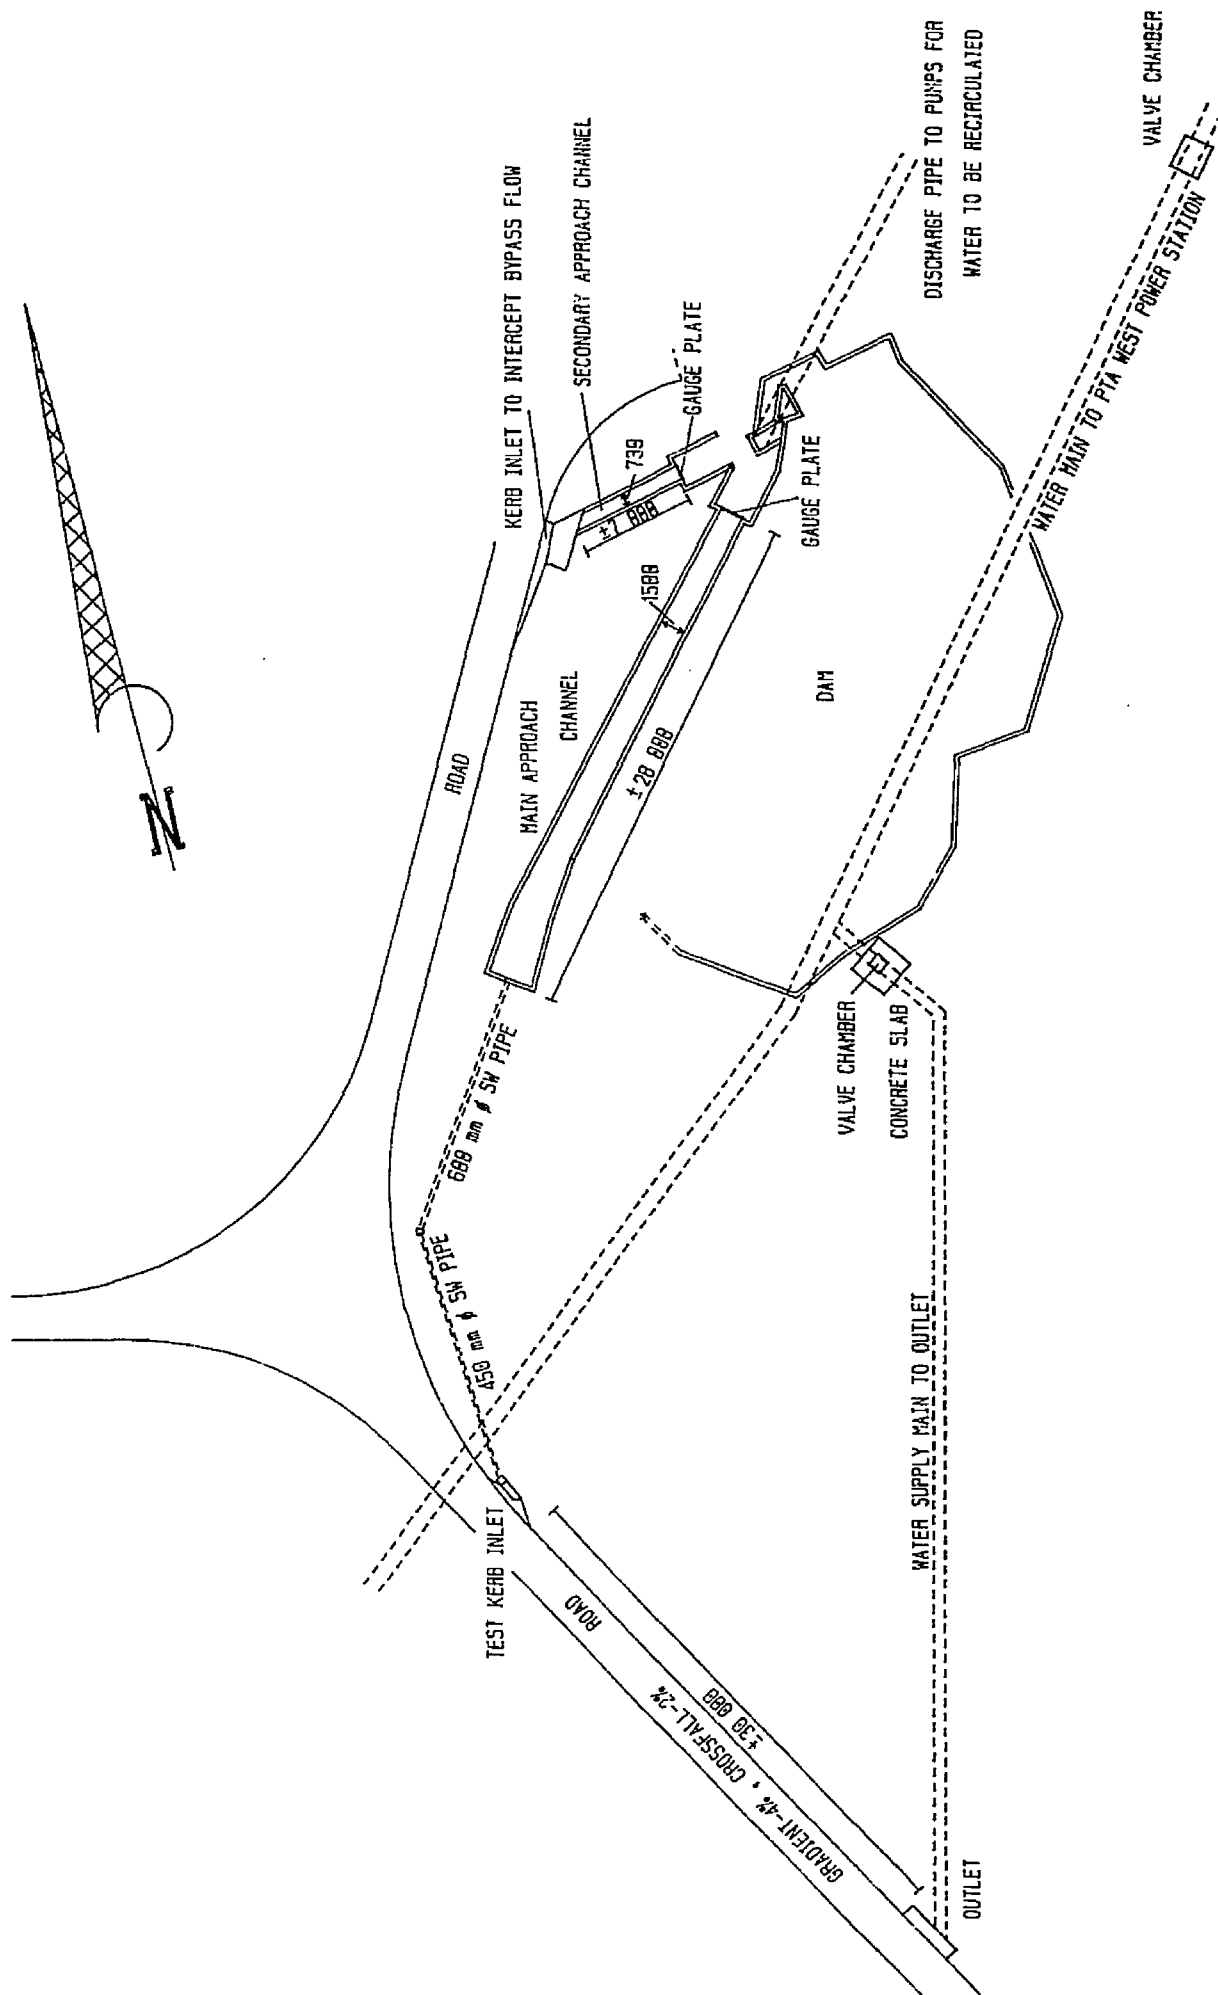 VALVE CHAMBER
DISCHARGE PIPE TO PUMPS FOR
WATER TO BE RECIRCULATED
WATER MAIN TO PTA WEST POWER STATION
KERB INLET TO INTERCEPT BYPASS FLOW
SECONDARY APPROACH CHANNEL
GAUGE PLATE
739
±7 000
GAUGE PLATE
1500
N
ROAD
MAIN APPROACH
CHANNEL
±28 000
DAM
600 mm ø SW PIPE
450 mm ø SW PIPE
VALVE CHAMBER
CONCRETE SLAB
WATER SUPPLY MAIN TO OUTLET
TEST KERB INLET
ROAD
±30 000
GRADIENT-4%, CROSSFALL-2%
OUTLET